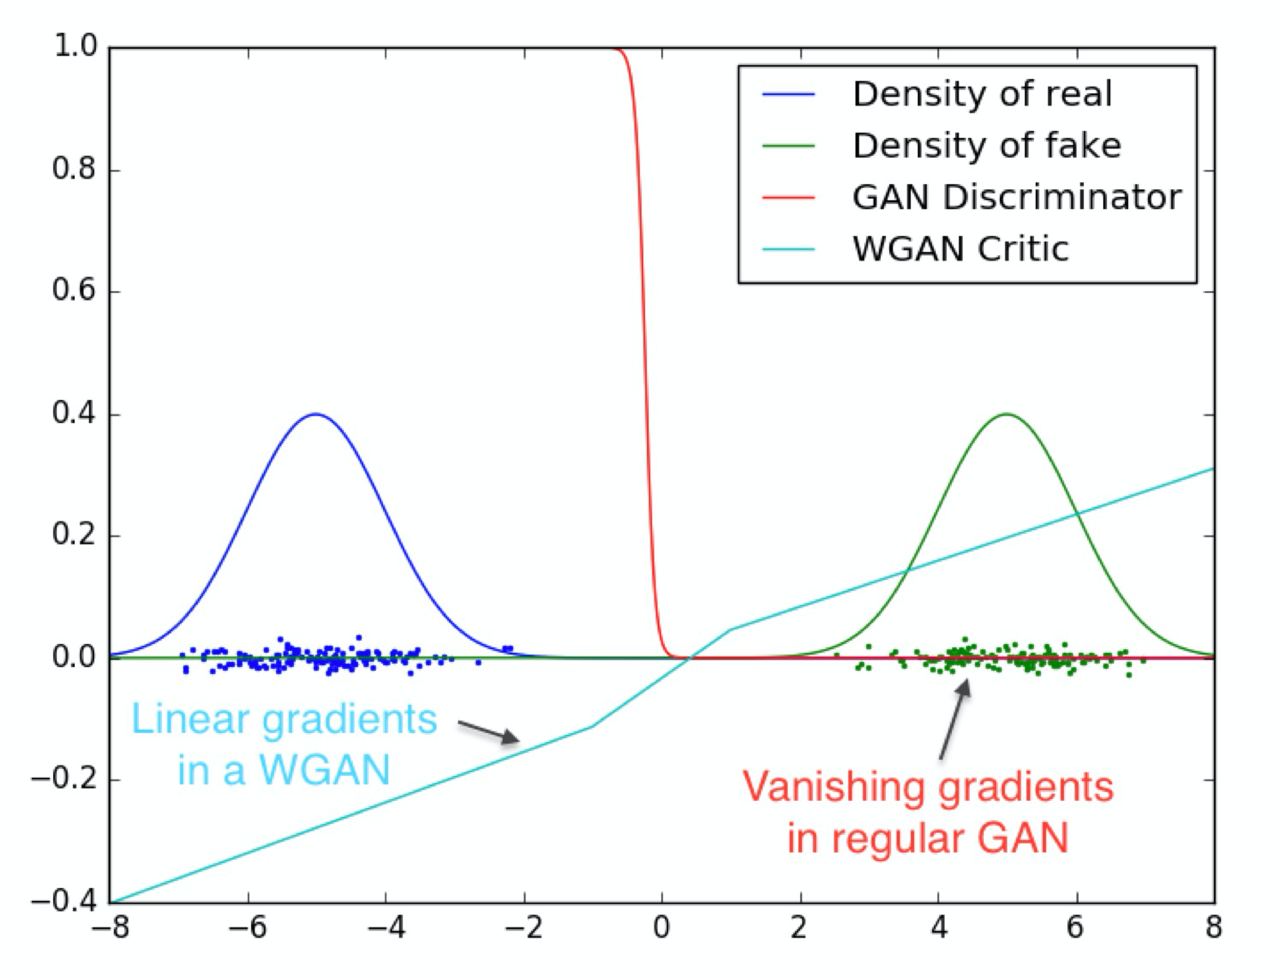 1.0
0.8
0.6
0.4
0.2
0.0
−0.2
−0.4
Density of real
Density of fake
GAN Discriminator
WGAN Critic
Linear gradients
in a WGAN
Vanishing gradients
in regular GAN
−8 −6 −4 −2 0 2 4 6 8